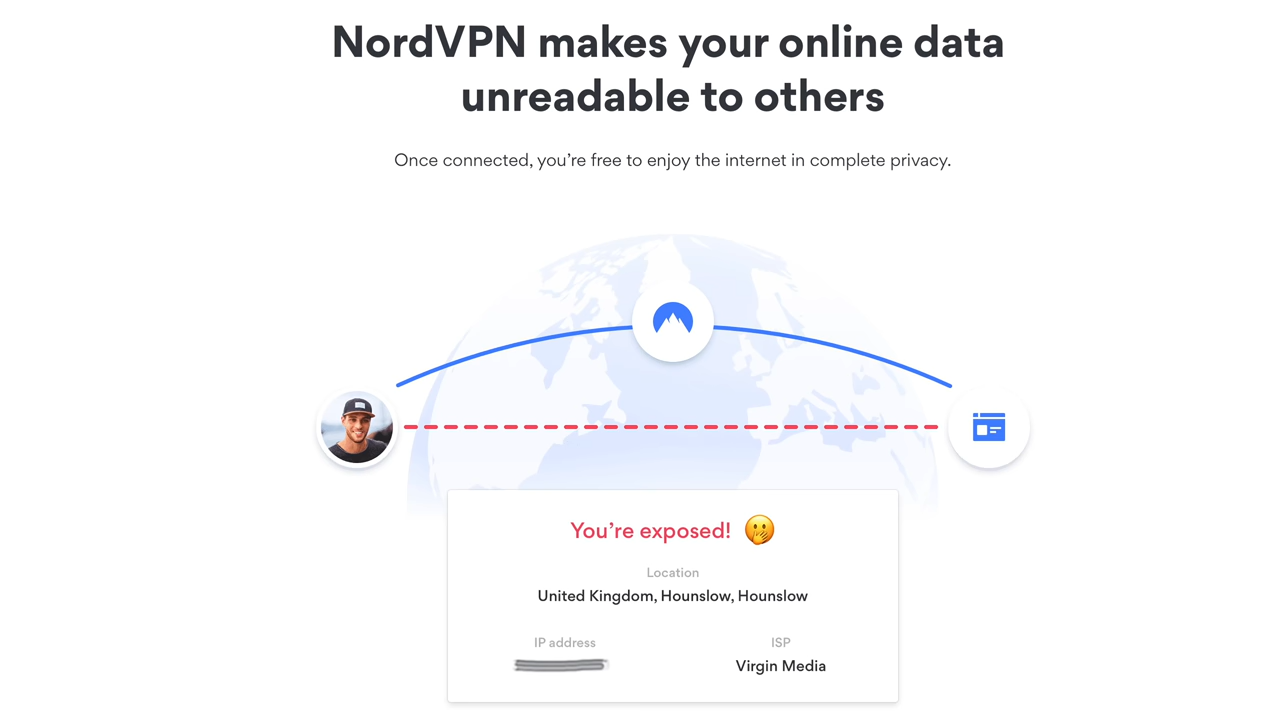 NordVPN makes your online data
unreadable to others
Once connected, you’re free to enjoy the internet in complete privacy.
You’re exposed!
Location
United Kingdom, Hounslow, Hounslow
IP address
ISP
Virgin Media